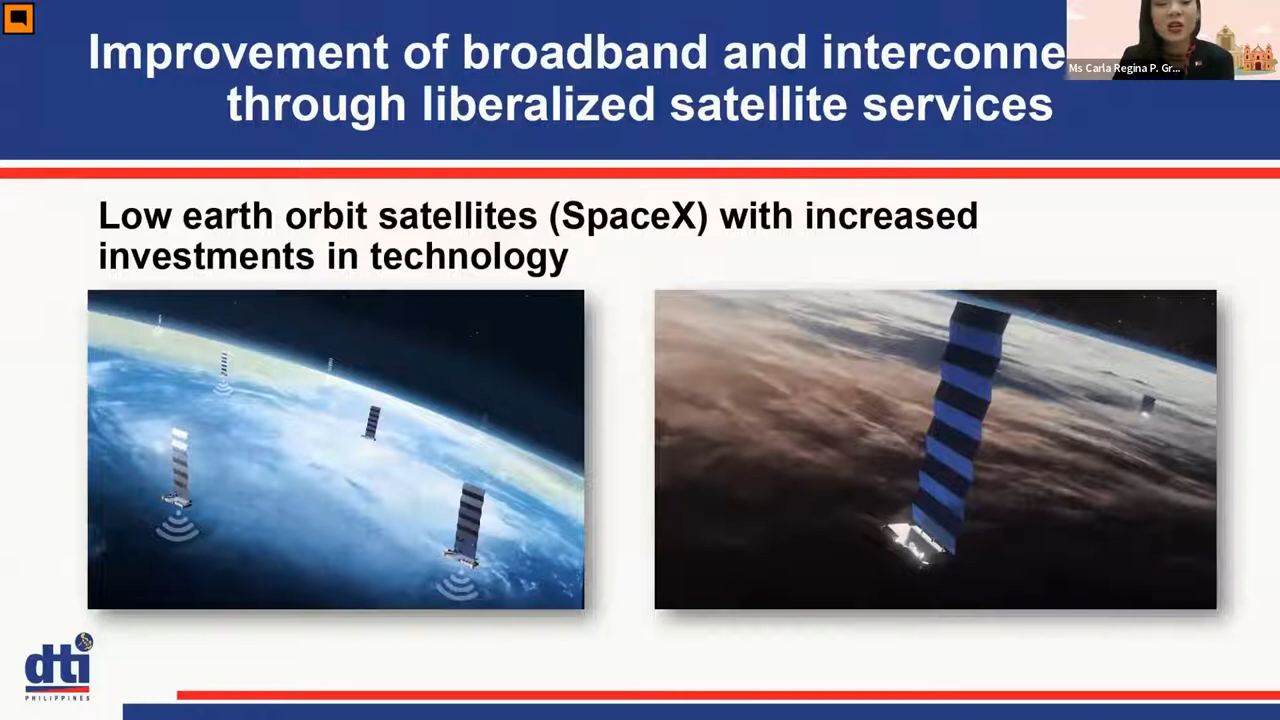 Improvement of broadband and interconne
through liberalized satellite services
Ms Carla Regina P. Gr...
Low earth orbit satellites (SpaceX) with increased
investments in technology
dti
PHILIPPINES